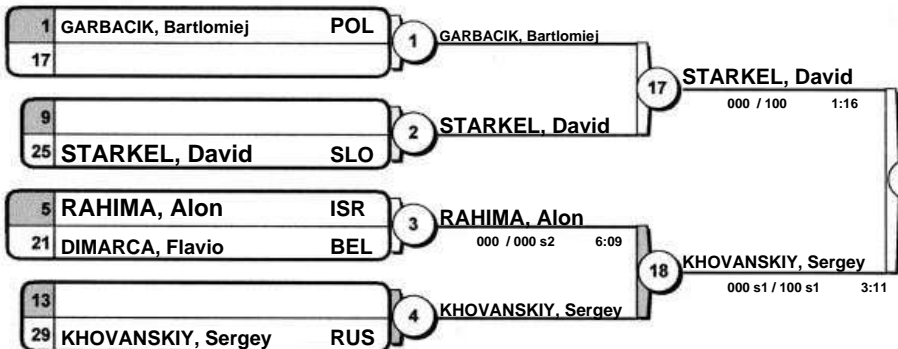 1 GARBACIK, Bartlomiej POL
17
1
GARBACIK, Bartlomiej
9
25 STARKEL, David SLO
2
STARKEL, David
17
STARKEL, David
000 / 100 1:16
5 RAHIMA, Alon ISR
21 DIMARCA, Flavio BEL
3
RAHIMA, Alon
000 / 000 s2 6:09
13
29 KHOVANSKIY, Sergey RUS
4
KHOVANSKIY, Sergey
18
KHOVANSKIY, Sergey
000 s1 / 100 s1 3:11